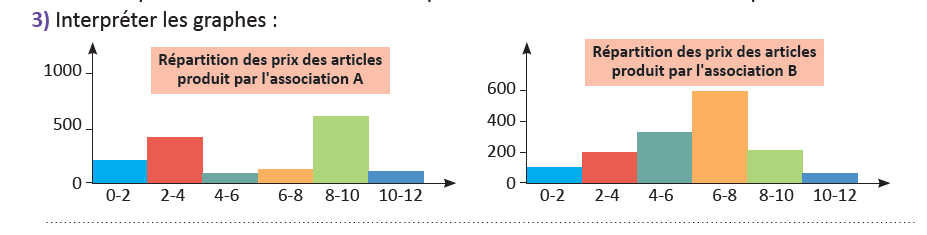 3) Interpréter les graphes :
Répartition des prix des articles
produit par l'association A
1000
500
0
0-2 2-4 4-6 6-8 8-10 10-12
Répartition des prix des articles
produit par l'association B
600
400
200
0
0-2 2-4 4-6 6-8 8-10 10-12